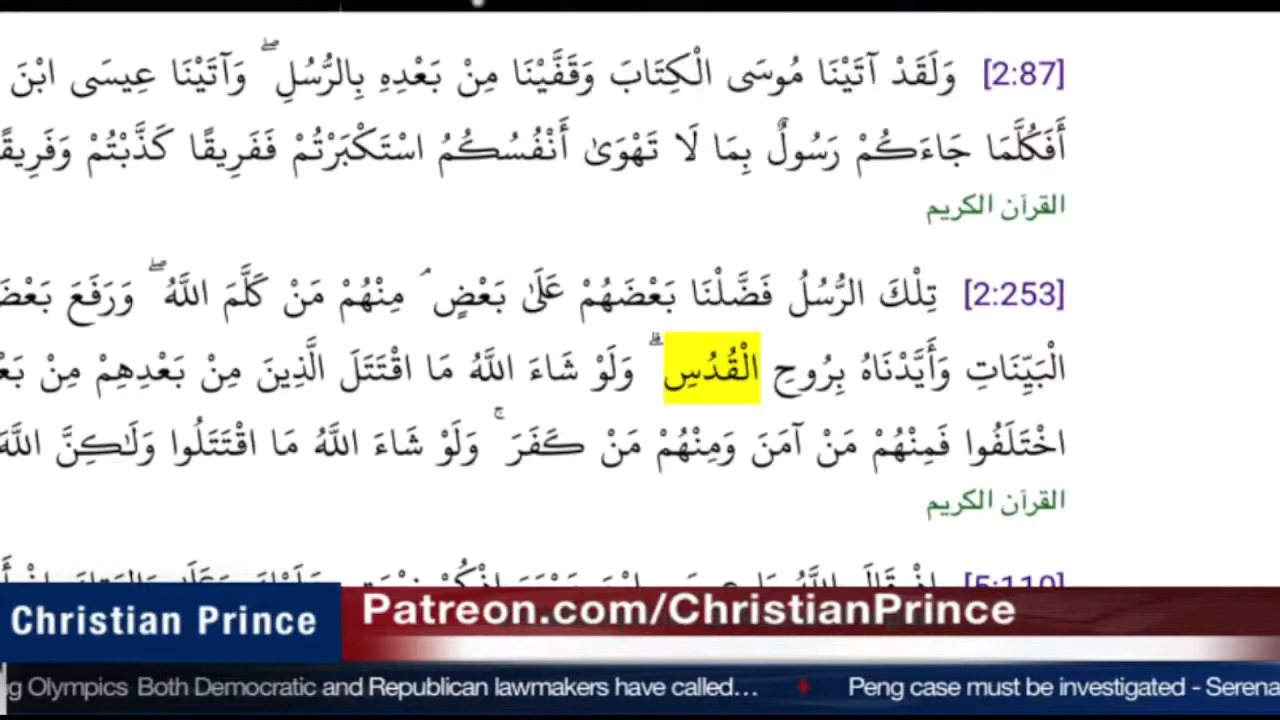 [2:87] وَلَقَدْ آتَيْنَا مُوسَى الْكِتَابَ وَقَفَّيْنَا مِنْ بَعْدِهِ بِالرُّسُلِ ۖ وَآتَيْنَا عِيسَى ابْنَ
أَفَكُلَّمَا جَاءَكُمْ رَسُولٌ بِمَا لَا تَهْوَىٰ أَنْفُسُكُمُ اسْتَكْبَرْتُمْ فَفَرِيقًا كَذَّبْتُمْ
القرآن الكريم
[2:253] تِلْكَ الرُّسُلُ فَضَّلْنَا بَعْضَهُمْ عَلَىٰ بَعْضٍ ۘ مِنْهُمْ مَنْ كَلَّمَ اللَّهُ ۖ وَرَفَعَ
الْبَيِّنَاتِ وَأَيَّدْنَاهُ بِرُوحِ الْقُدُسِ ۗ وَلَوْ شَاءَ اللَّهُ مَا اقْتَتَلَ الَّذِينَ مِنْ بَعْدِهِمْ مِنْ
اخْتَلَفُوا فَمِنْهُمْ مَنْ آمَنَ وَمِنْهُمْ مَنْ كَفَرَ ۚ وَلَوْ شَاءَ اللَّهُ مَا اقْتَتَلُوا وَلَٰكِنَّ اللَّهَ
القرآن الكريم
[5:110]
Christian Prince
Patreon.com/ChristianPrince
Olympics Both Democratic and Republican lawmakers have called... Peng case must be investigated - Serena